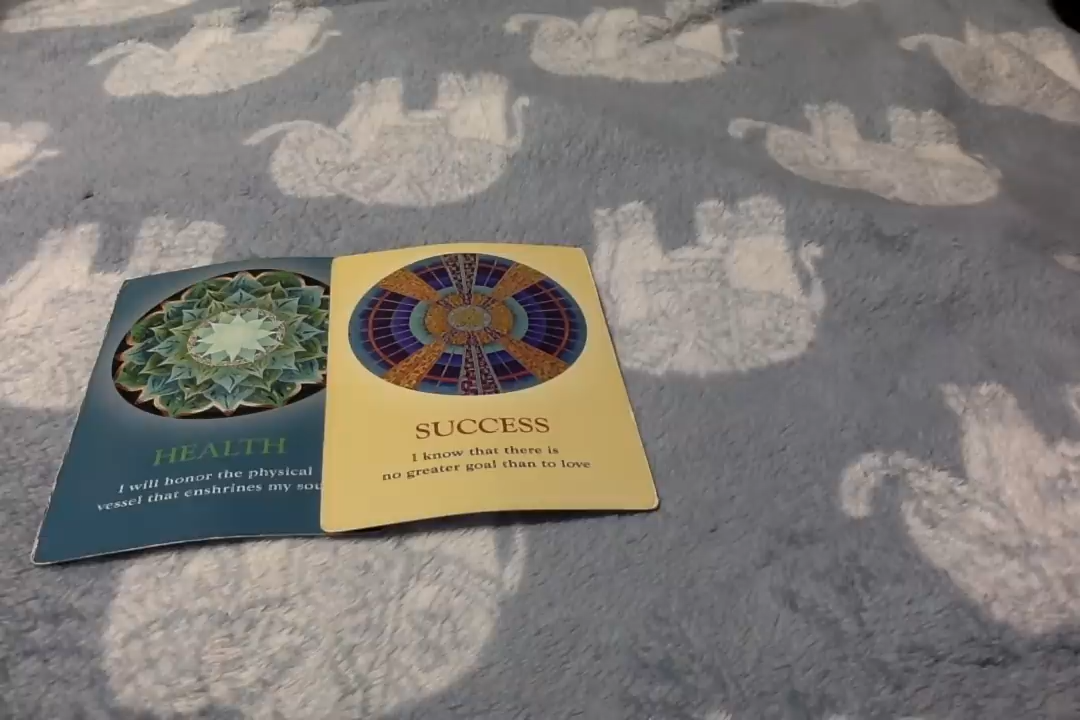 HEALTH
I will honor the physical
vessel that enshrines my
SUCCESS
I know that there is
no greater goal than to love